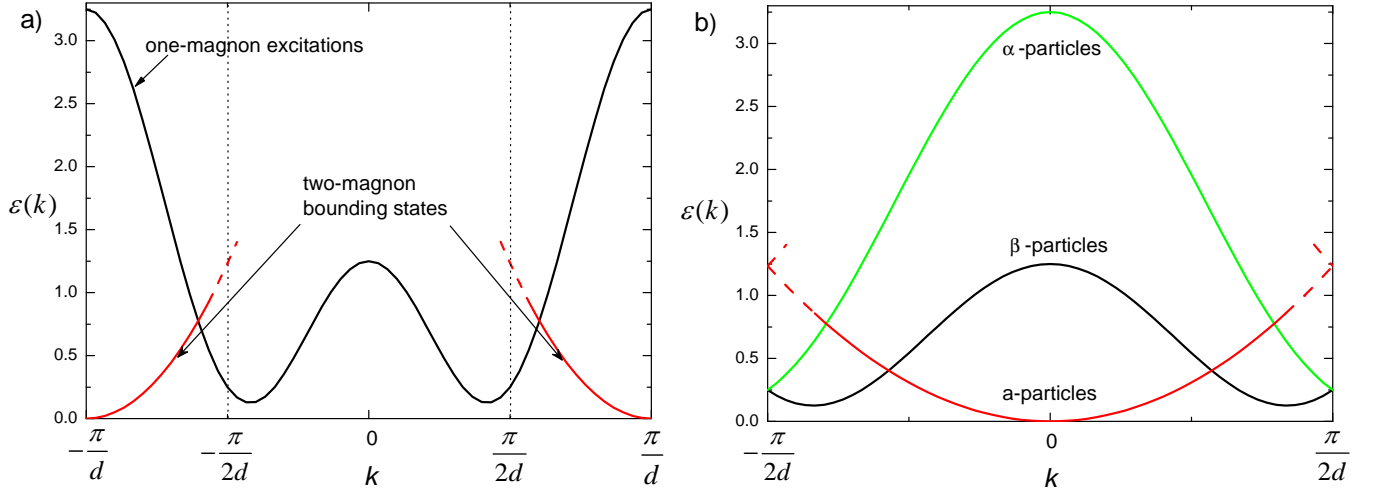 a)
one-magnon excitations
two-magnon
bounding states
ε(k)
3.0
2.5
2.0
1.5
1.0
0.5
0.0
-π/d
-π/2d
0
π/2d
π/d
k
b)
α-particles
β-particles
a-particles
ε(k)
3.0
2.5
2.0
1.5
1.0
0.5
0.0
-π/2d
0
π/2d
k